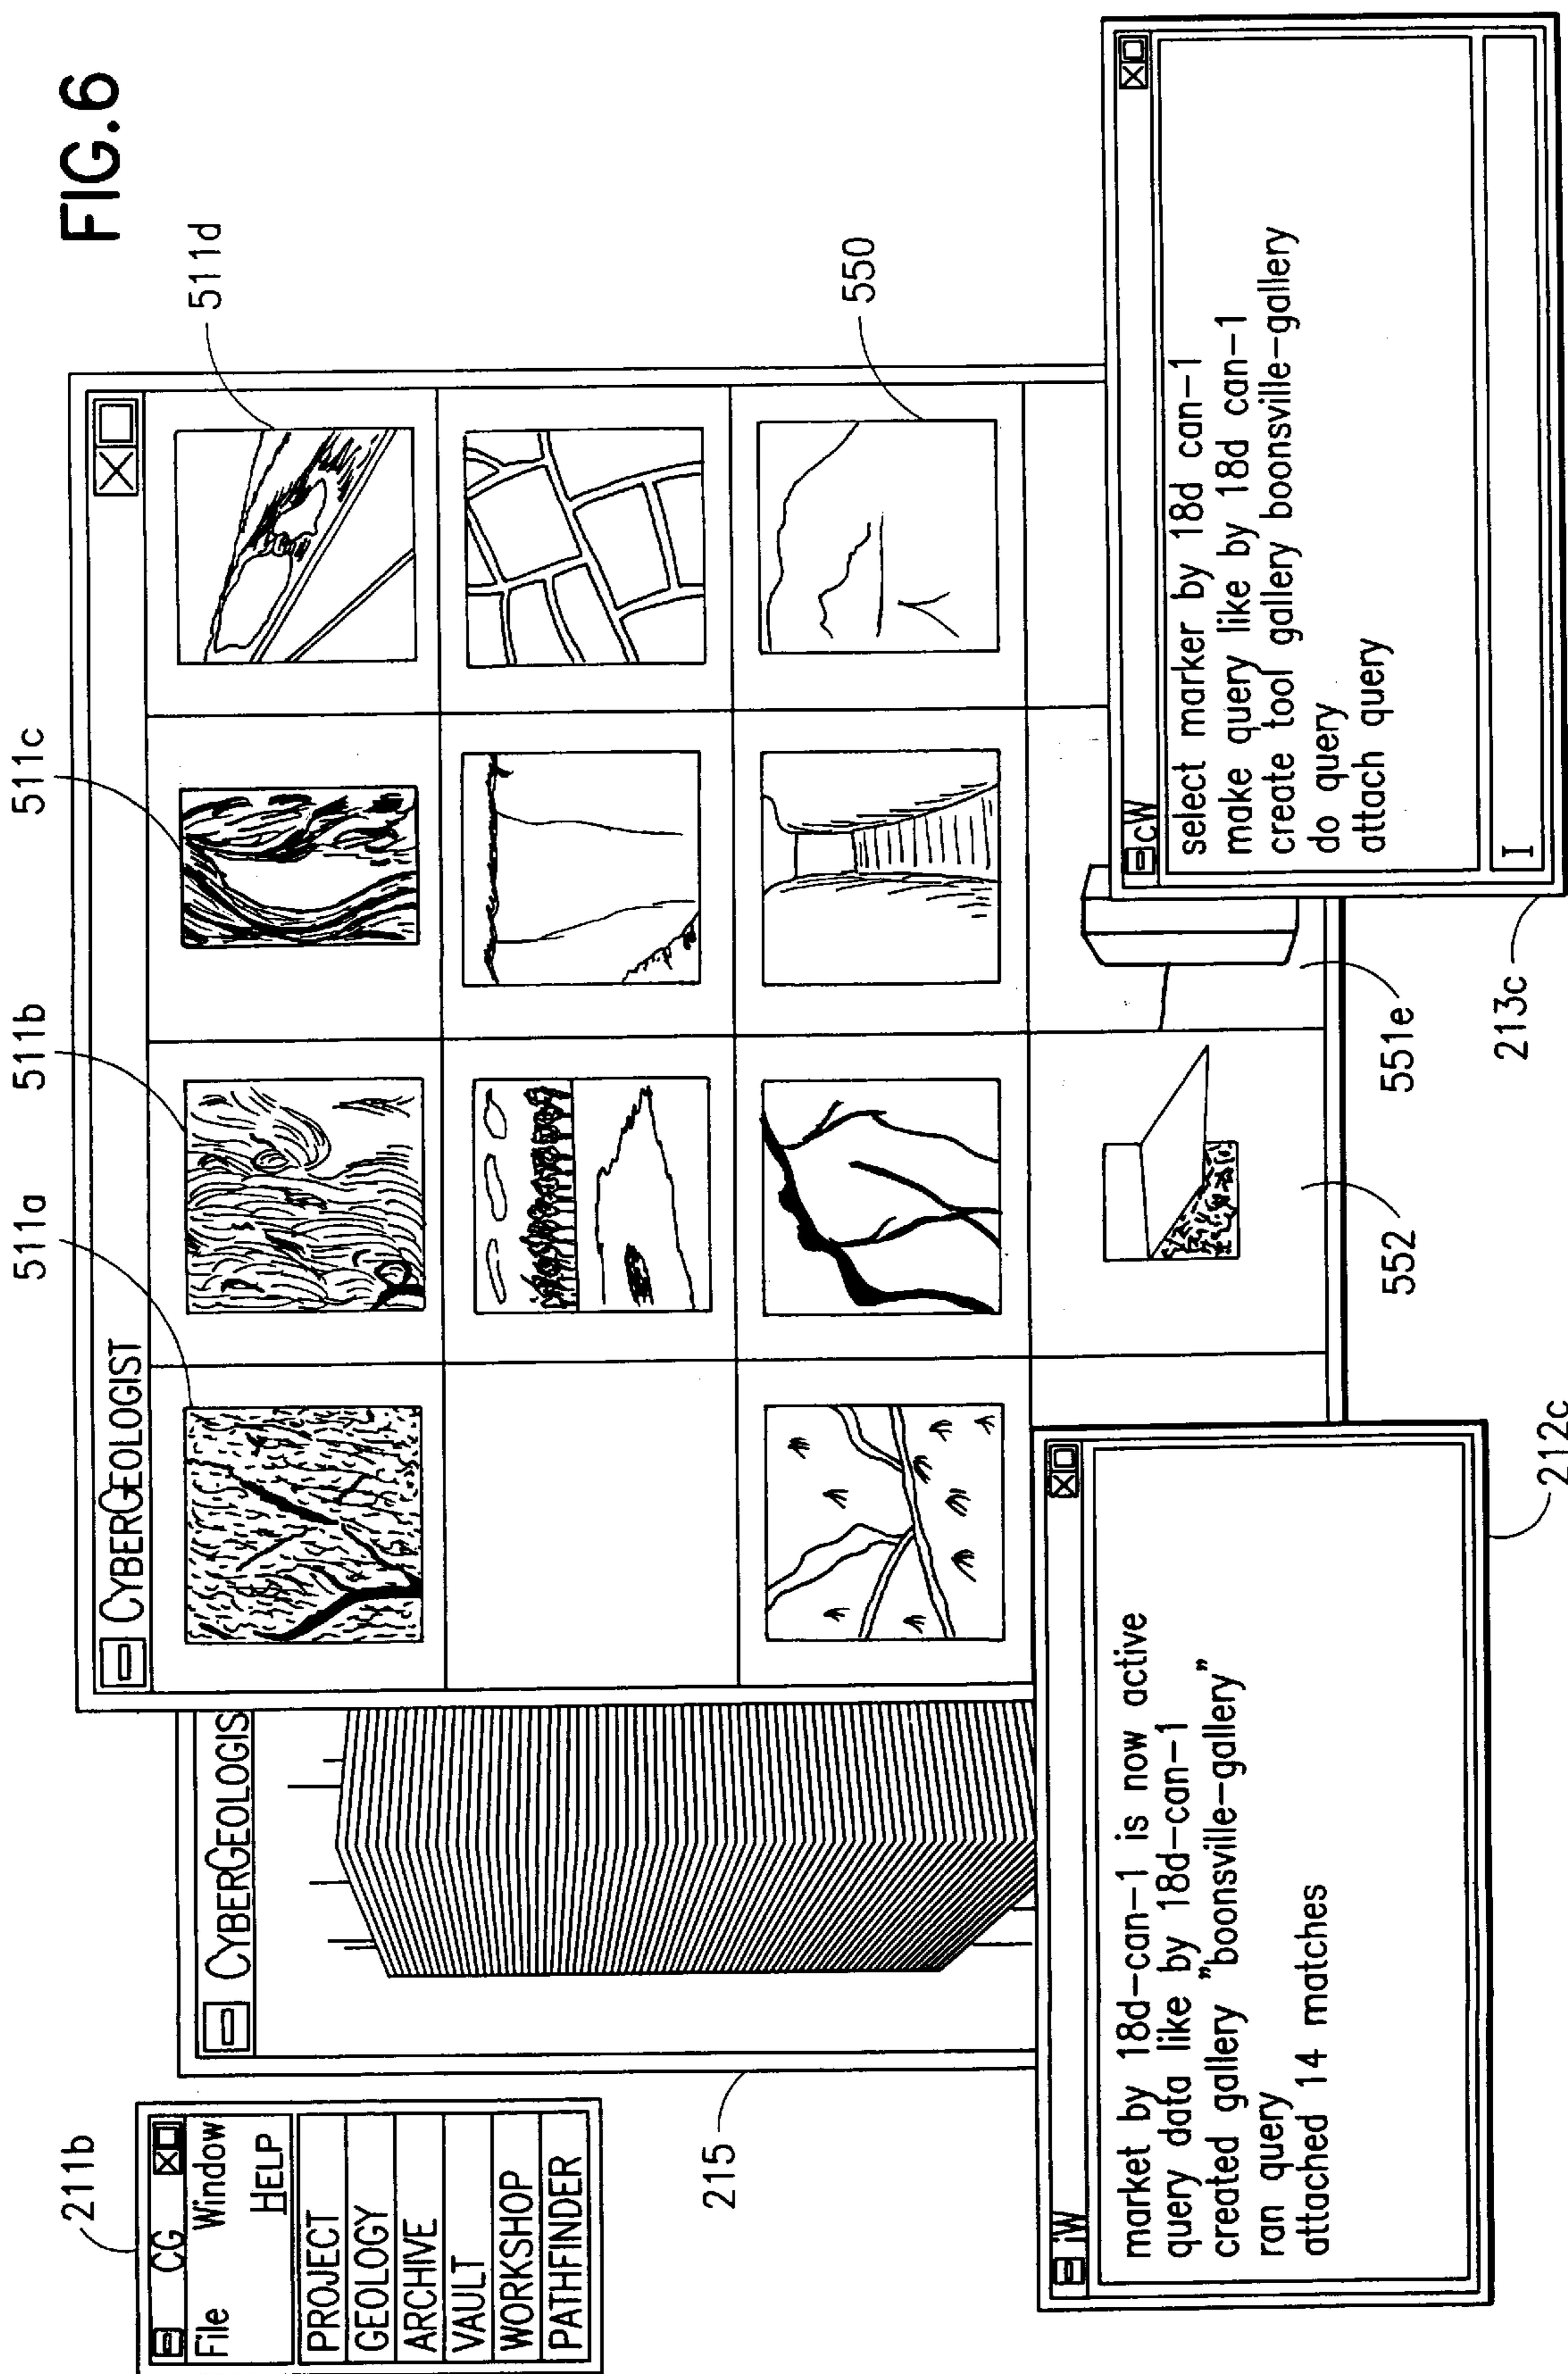 FIG.6
211b
CG
File Window
HELP
PROJECT
GEOLOGY
ARCHIVE
VAULT
WORKSHOP
PATHFINDER
215
CYBERGEOLOGIS
CYBERGEOLOGIST
511a
511b
511c
511d
550
552
551e
213c
212c
iW
market by 18d-can-1 is now active
query data like by 18d-can-1
created gallery "boonsville-gallery"
ran query
attached 14 matches
cW
select marker by 18d can-1
make query like by 18d can-1
create tool gallery boonsville-gallery
do query
attach query
I